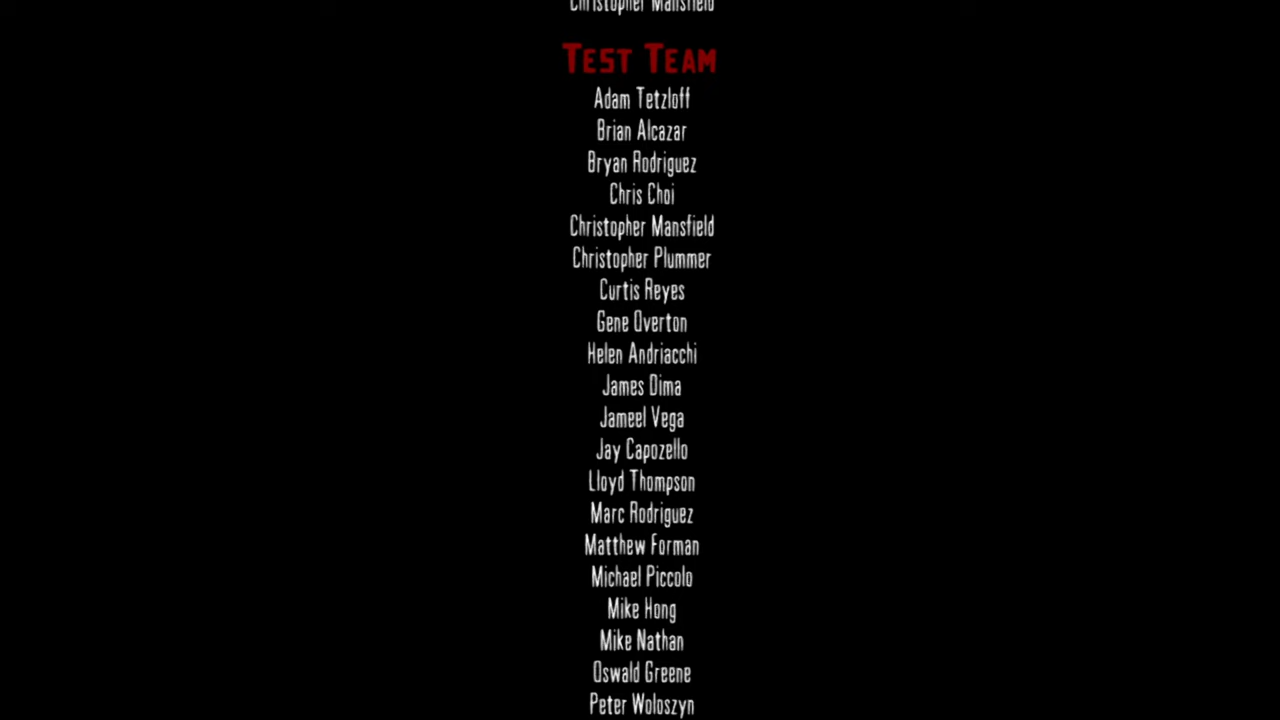 Christopher Mansfield
TEST TEAM
Adam Tetzloff
Brian Alcazar
Bryan Rodriguez
Chris Choi
Christopher Mansfield
Christopher Plummer
Curtis Reyes
Gene Overton
Helen Andriacchi
James Dima
Jameel Vega
Jay Capozello
Lloyd Thompson
Marc Rodriguez
Matthew Forman
Michael Piccolo
Mike Hong
Mike Nathan
Oswald Greene
Peter Woloszyn